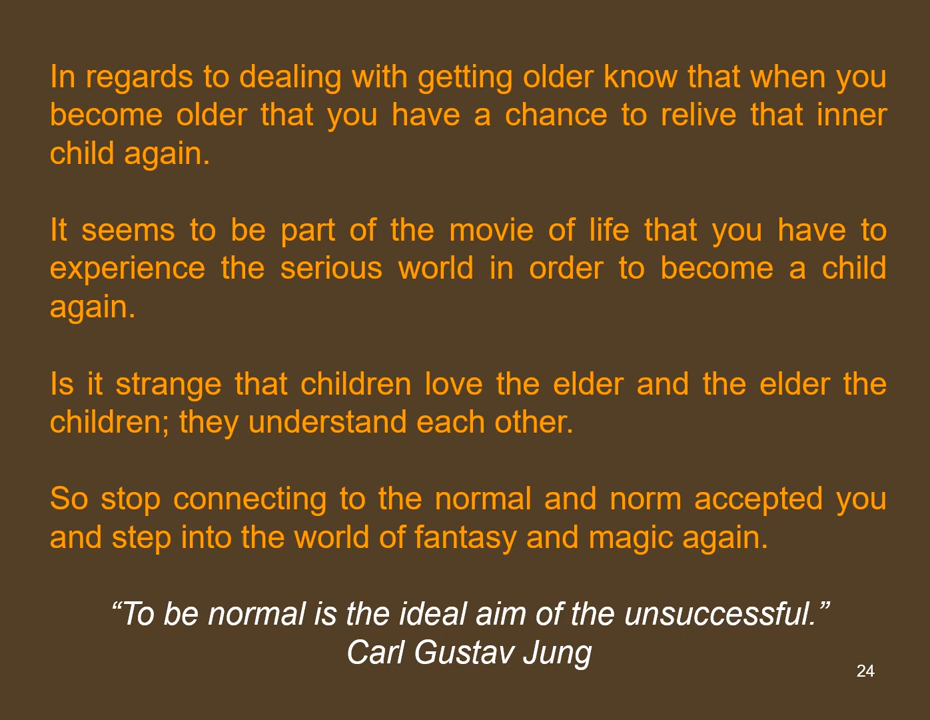 In regards to dealing with getting older know that when you
become older that you have a chance to relive that inner
child again.
It seems to be part of the movie of life that you have to
experience the serious world in order to become a child
again.
Is it strange that children love the elder and the elder the
children; they understand each other.
So stop connecting to the normal and norm accepted you
and step into the world of fantasy and magic again.
“To be normal is the ideal aim of the unsuccessful.”
Carl Gustav Jung
24